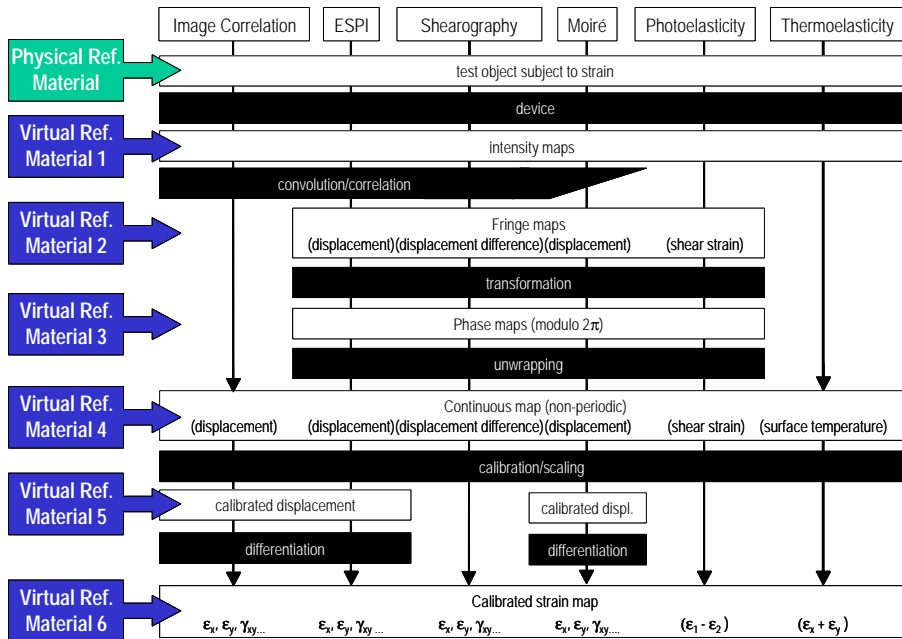 Image Correlation ESPI Shearography Moiré Photoelasticity Thermoelasticity
Physical Ref.
Material
test object subject to strain
device
Virtual Ref.
Material 1
intensity maps
convolution/correlation
Virtual Ref.
Material 2
Fringe maps
(displacement)(displacement difference)(displacement) (shear strain)
transformation
Virtual Ref.
Material 3
Phase maps (modulo 2π)
unwrapping
Virtual Ref.
Material 4
Continuous map (non-periodic)
(displacement) (displacement)(displacement difference)(displacement) (shear strain) (surface temperature)
calibration/scaling
Virtual Ref.
Material 5
calibrated displacement calibrated displ.
differentiation differentiation
Virtual Ref.
Material 6
Calibrated strain map
εx, εy, γxy... εx, εy, γxy ... εx, εy, γxy... εx, εy, γxy.... (ε1 - ε2) (εx + εy)